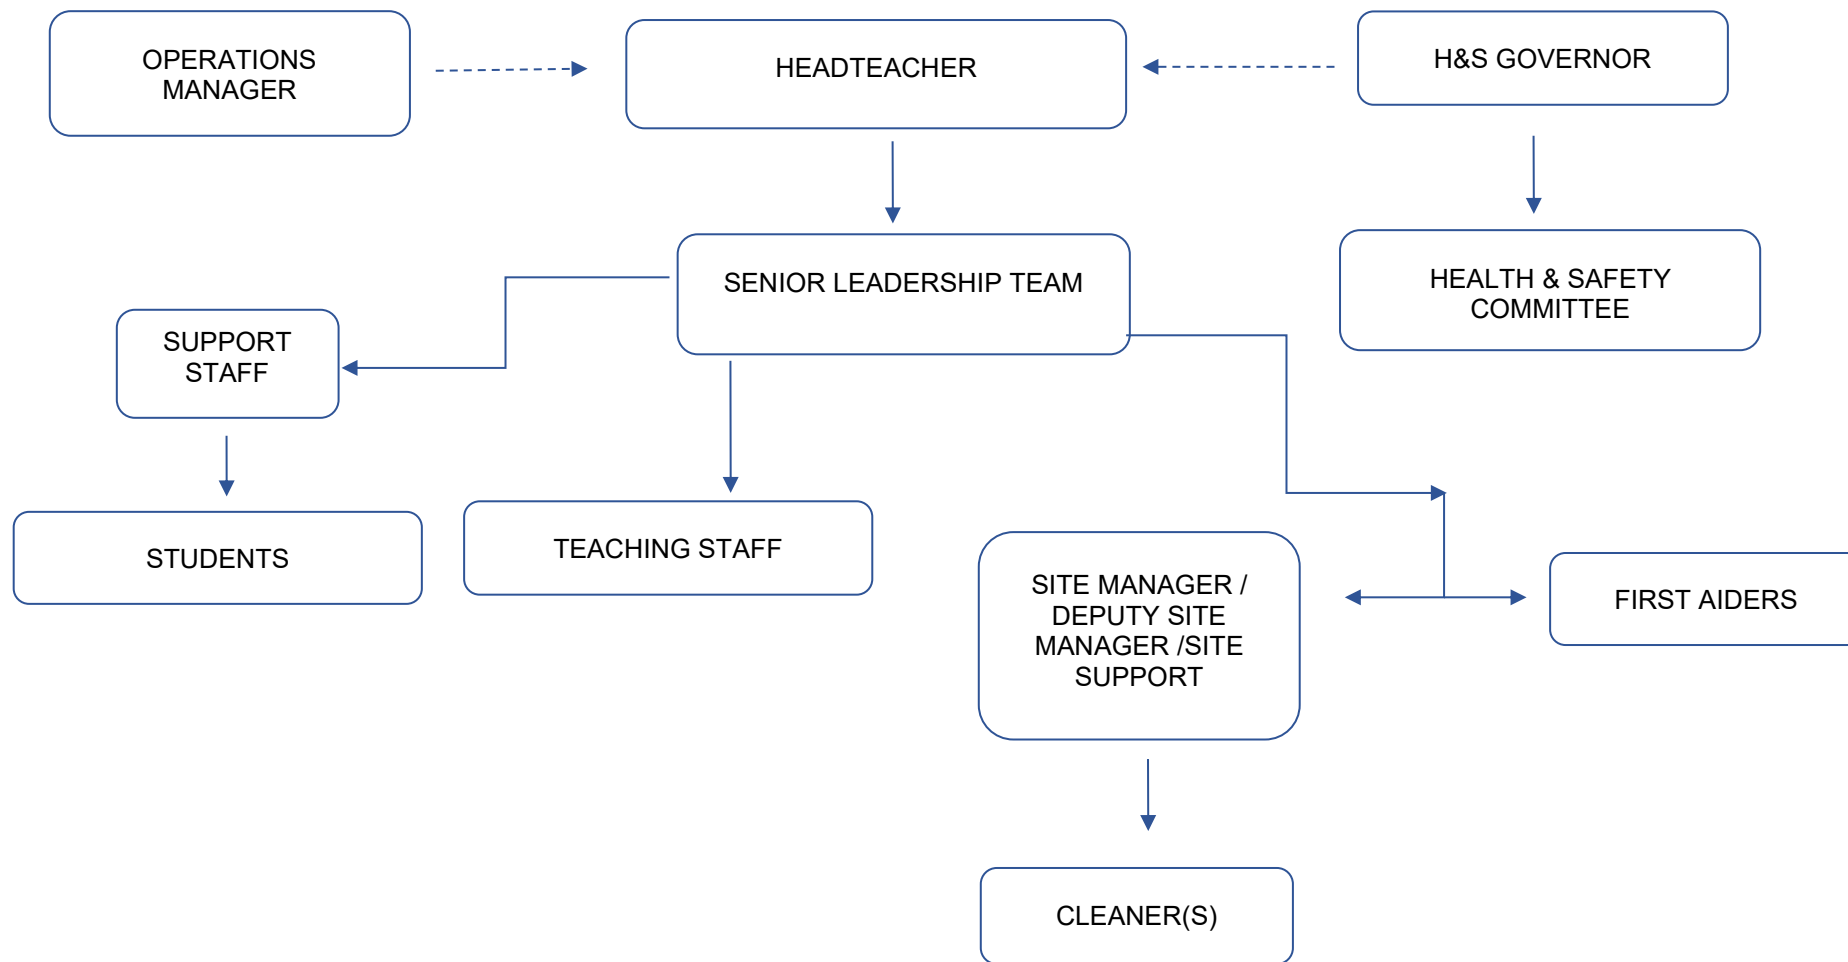 OPERATIONS
MANAGER
HEADTEACHER
H&S GOVERNOR
SENIOR LEADERSHIP TEAM
HEALTH & SAFETY
COMMITTEE
SUPPORT
STAFF
STUDENTS
TEACHING STAFF
SITE MANAGER /
DEPUTY SITE
MANAGER /SITE
SUPPORT
FIRST AIDERS
CLEANER(S)